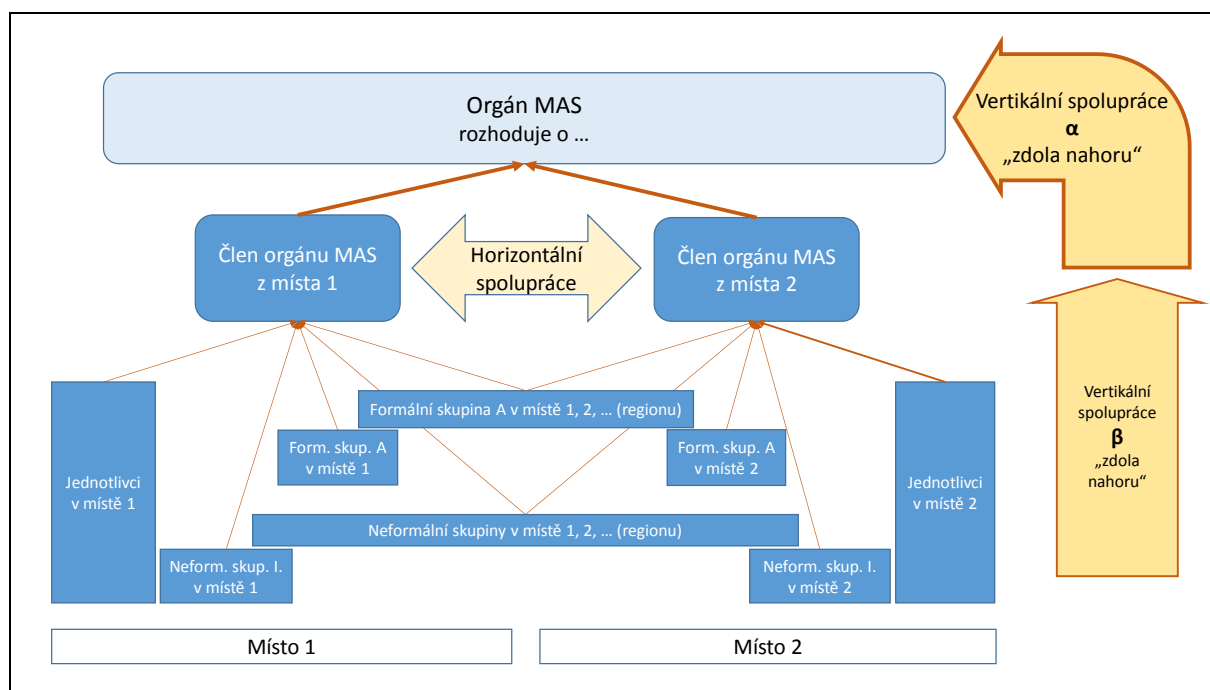 Orgán MAS
rozhoduje o …
Vertikální spolupráce
α
„zdola nahoru“
Člen orgánu MAS
z místa 1
Horizontální
spolupráce
Člen orgánu MAS
z místa 2
Formální skupina A v místě 1, 2, … (regionu)
Form. skup. A
v místě 1
Form. skup. A
v místě 2
Jednotlivci
v místě 1
Jednotlivci
v místě 2
Vertikální
spolupráce
β
„zdola
nahoru“
Neformální skupiny v místě 1, 2, … (regionu)
Neform. skup. I.
v místě 1
Neform. skup. I.
v místě 2
Místo 1
Místo 2